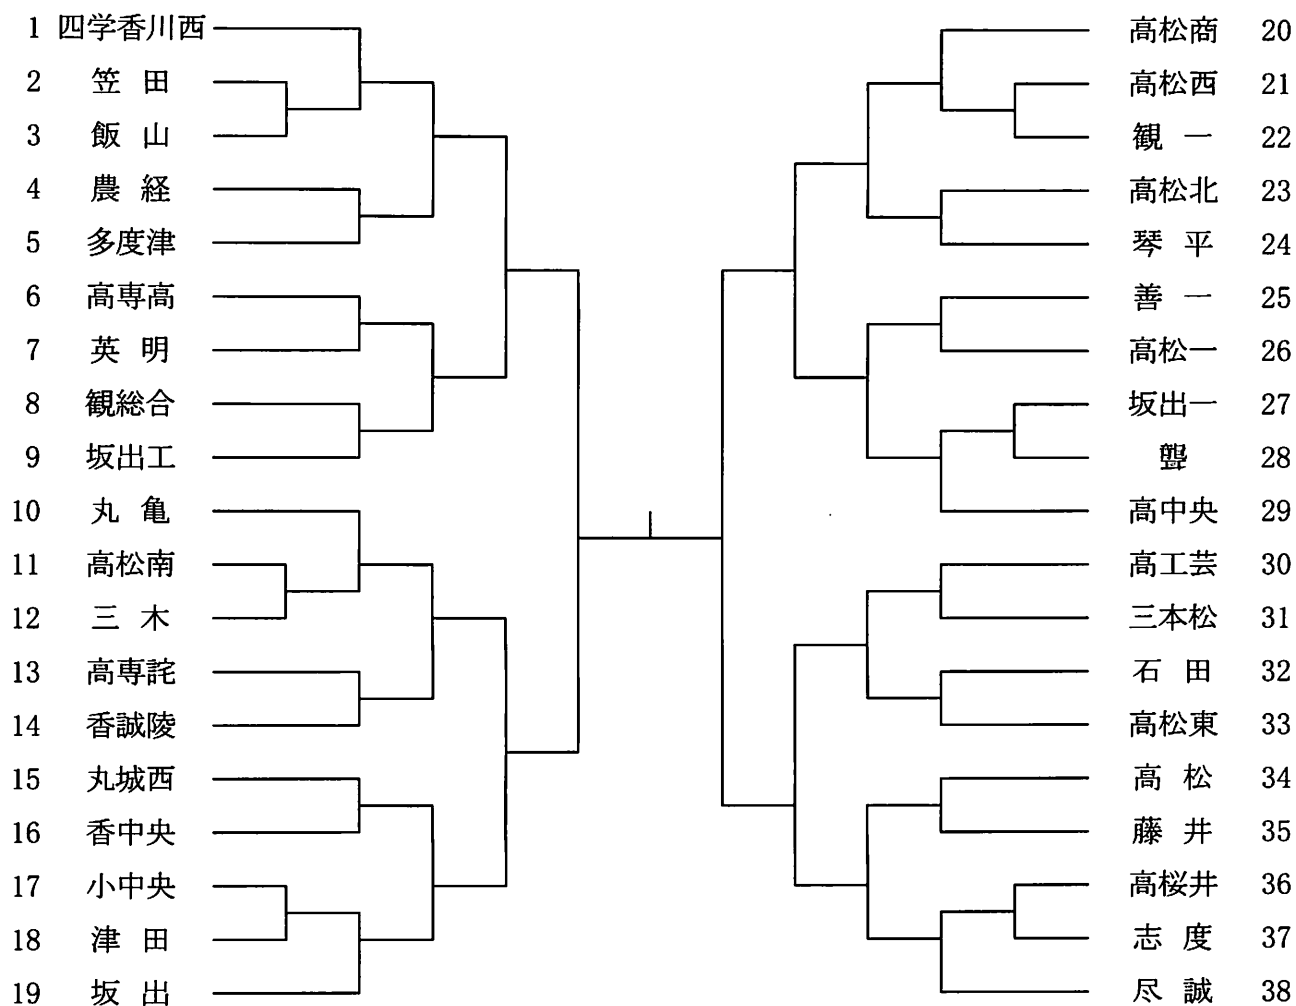 1 四学香川西
2 笠田
3 飯山
4 農経
5 多度津
6 高専高
7 英明
8 観総合
9 坂出工
10 丸亀
11 高松南
12 三木
13 高専詫
14 香誠陵
15 丸城西
16 香中央
17 小中央
18 津田
19 坂出
高松商 20
高松西 21
観一 22
高松北 23
琴平 24
善一 25
高松一 26
坂出一 27
聾 28
高中央 29
高工芸 30
三本松 31
石田 32
高松東 33
高松 34
藤井 35
高桜井 36
志度 37
尽誠 38